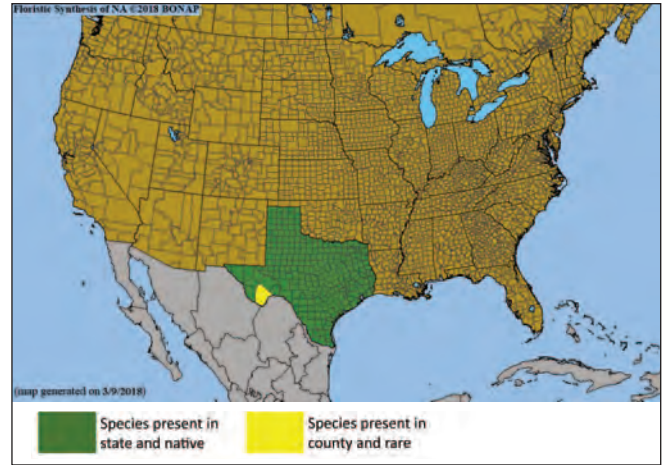 Floristic Synthesis of NA ©2018 BONAP
(map generated on 3/9/2018)
Species present in
state and native
Species present in
county and rare